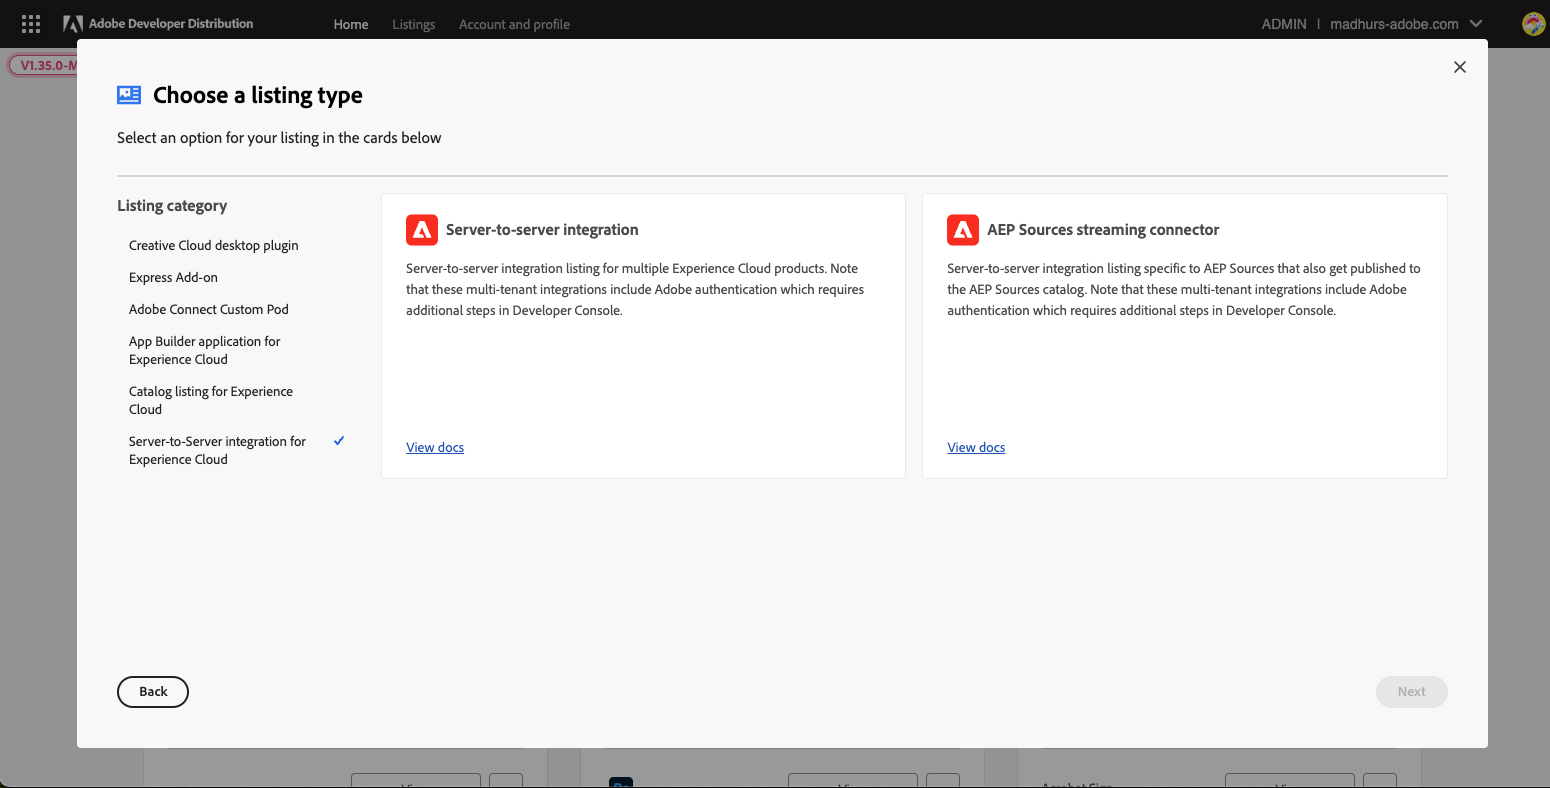 Adobe Developer Distribution
Home
Listings
Account and profile
ADMIN | madhurs-adobe.com
V1.35.0-M
Choose a listing type
Select an option for your listing in the cards below
Listing category
Creative Cloud desktop plugin
Express Add-on
Adobe Connect Custom Pod
App Builder application for
Experience Cloud
Catalog listing for Experience
Cloud
Server-to-Server integration for
Experience Cloud
Server-to-server integration
Server-to-server integration listing for multiple Experience Cloud products. Note
that these multi-tenant integrations include Adobe authentication which requires
additional steps in Developer Console.
View docs
AEP Sources streaming connector
Server-to-server integration listing specific to AEP Sources that also get published to
the AEP Sources catalog. Note that these multi-tenant integrations include Adobe
authentication which requires additional steps in Developer Console.
View docs
Back
Next
Acrobat Sign